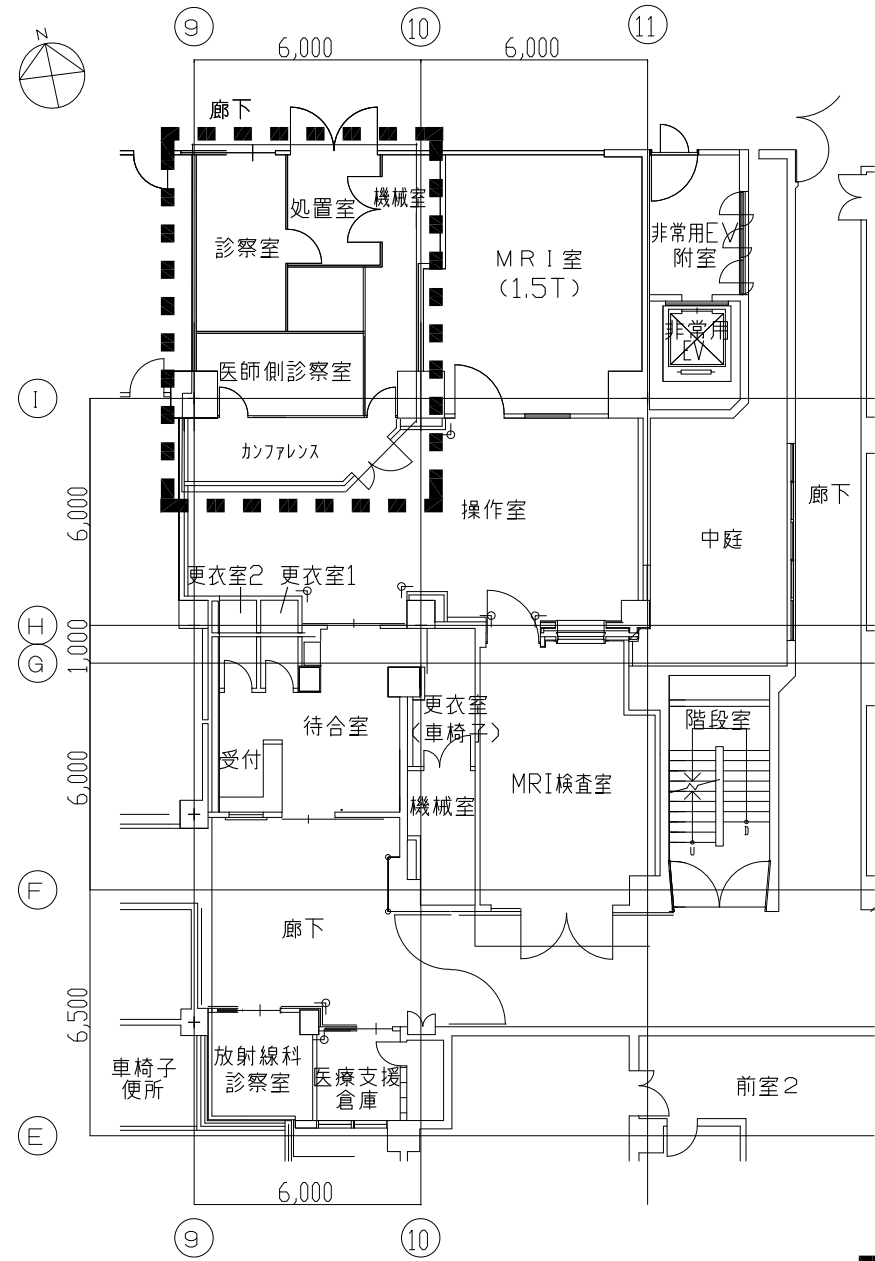 ⑨
⑩
⑪
N
6,000
6,000
廊下
処置室
機械室
診察室
MRI室
(1.5T)
非常用EV
附室
非常用
EV
医師側診察室
I
カンファレンス
操作室
廊下
6,000
中庭
更衣室2
更衣室1
H
1,000
G
更衣室
(車椅子)
階段室
待合室
受付
6,000
MRI検査室
機械室
U
D
F
廊下
6,500
車椅子
便所
放射線科
診察室
医療支援
倉庫
前室2
E
6,000
⑨
⑩